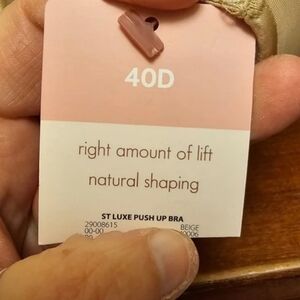 40D
right amount of lift
natural shaping
ST LUXE PUSH UP BRA
29008615 BEIGE
00-00